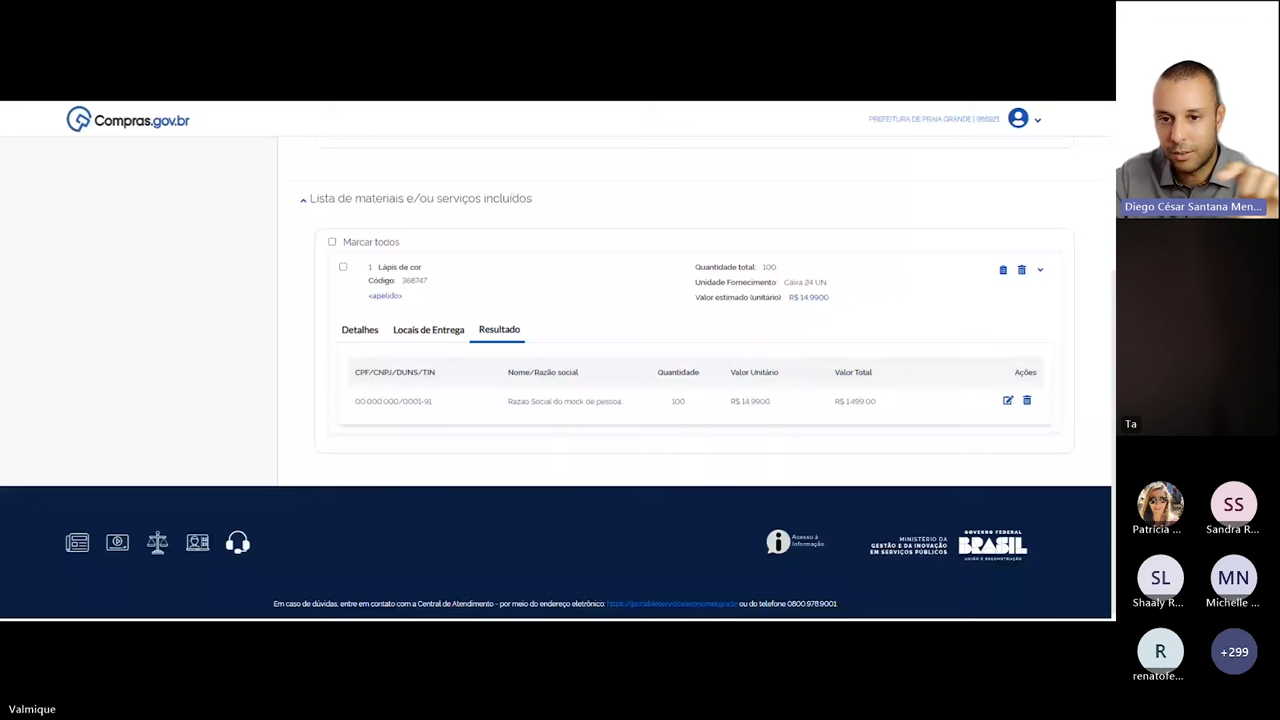 Compras.gov.br
PREFEITURA DE PRAIA GRANDE | 986921
Lista de materiais e/ou serviços incluídos
Marcar todos
1 Lápis de cor
Código: 366747
<apelido>
Quantidade total: 100
Unidade Fornecimento: Caixa 24 UN
Valor estimado (unitário) R$ 14,9900
Detalhes Locais de Entrega Resultado
CPF/CNPJ/DUNS/TIN Nome/Razão social Quantidade Valor Unitário Valor Total Ações
00.000.000/0001-91 Razao Social do mock de pessoa. 100 R$ 14,9900 R$ 1.499,00
Acesso à
Informação
MINISTÉRIO DA
GESTÃO E DA INOVAÇÃO
EM SERVIÇOS PÚBLICOS
GOVERNO FEDERAL
BRASIL
UNIÃO E RECONSTRUÇÃO
Em caso de dúvidas, entre em contato com a Central de Atendimento - por meio do endereço eletrônico: https://portaldeservicos.economia.gov.br ou do telefone 0800.978.9001
Valmique
Diego César Santana Men...
Ta
Patrícia ...
SS
Sandra R...
SL
Shaaly R...
MN
Michelle ...
R
renatofe...
+299